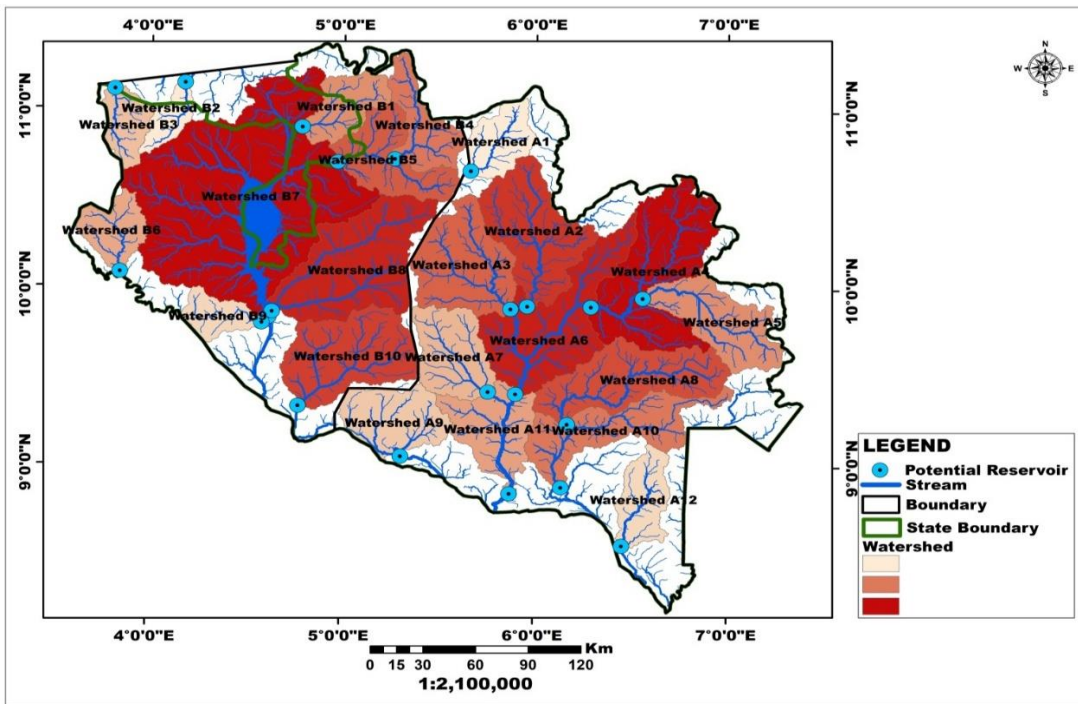 4°0'0"E 5°0'0"E 6°0'0"E 7°0'0"E
N
W E
S
11°0'0"N
11°0'0"N
Watershed B1
Watershed B2
Watershed B3
Watershed B4
Watershed A1
Watershed B5
Watershed B7
Watershed B6
Watershed A2
Watershed A3
Watershed B8
10°0'0"N
10°0'0"N
Watershed B9
Watershed A5
Watershed A6
Watershed B10
Watershed A7
Watershed A8
Watershed A9
Watershed A11
Watershed A10
9°0'0"N
9°0'0"N
Watershed A12
LEGEND
Potential Reservoir
Stream
Boundary
State Boundary
Watershed
4°0'0"E 5°0'0"E 6°0'0"E 7°0'0"E
Km
0 15 30 60 90 120
1:2,100,000